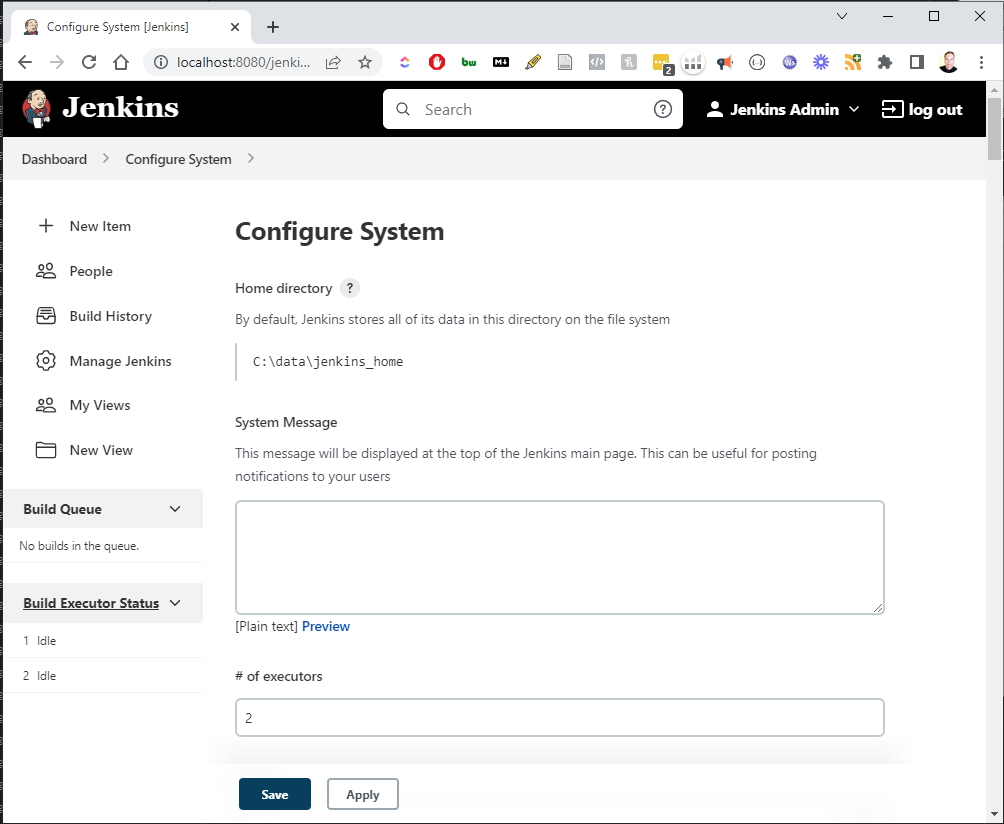 Configure System [Jenkins]
localhost:8080/jenki...
bw
2
Jenkins
Search
Jenkins Admin
log out
Dashboard
Configure System
New Item
People
Build History
Manage Jenkins
My Views
New View
Build Queue
No builds in the queue.
Build Executor Status
1 Idle
2 Idle
Configure System
Home directory ?
By default, Jenkins stores all of its data in this directory on the file system
C:\data\jenkins_home
System Message
This message will be displayed at the top of the Jenkins main page. This can be useful for posting
notifications to your users
[Plain text] Preview
# of executors
2
Save
Apply